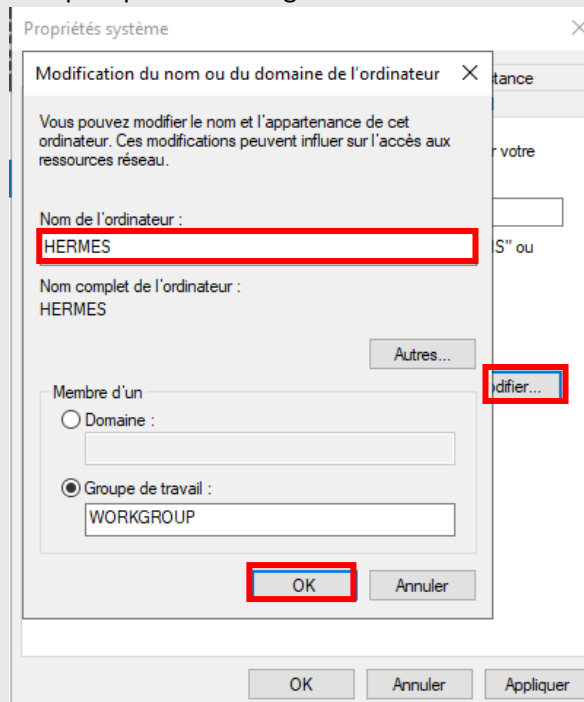 Propriétés système
Modification du nom ou du domaine de l'ordinateur
tance
Vous pouvez modifier le nom et l'appartenance de cet
ordinateur. Ces modifications peuvent influer sur l'accès aux
ressources réseau.
r votre
Nom de l'ordinateur :
HERMES
S" ou
Nom complet de l'ordinateur :
HERMES
Autres...
odifier...
Membre d'un
Domaine :
Groupe de travail :
WORKGROUP
OK Annuler
OK Annuler Appliquer